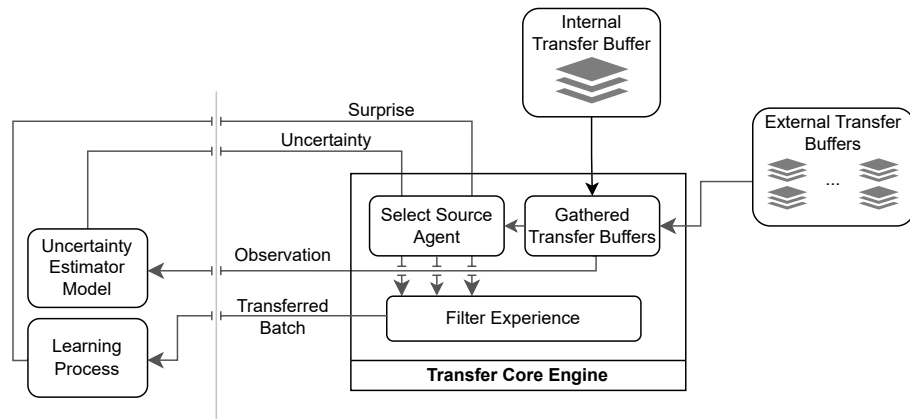 Internal
Transfer Buffer
Surprise
External Transfer
Buffers
...
Uncertainty
Select Source
Agent
Gathered
Transfer Buffers
Uncertainty
Estimator
Model
Observation
Transferred
Batch
Filter Experience
Learning
Process
Transfer Core Engine